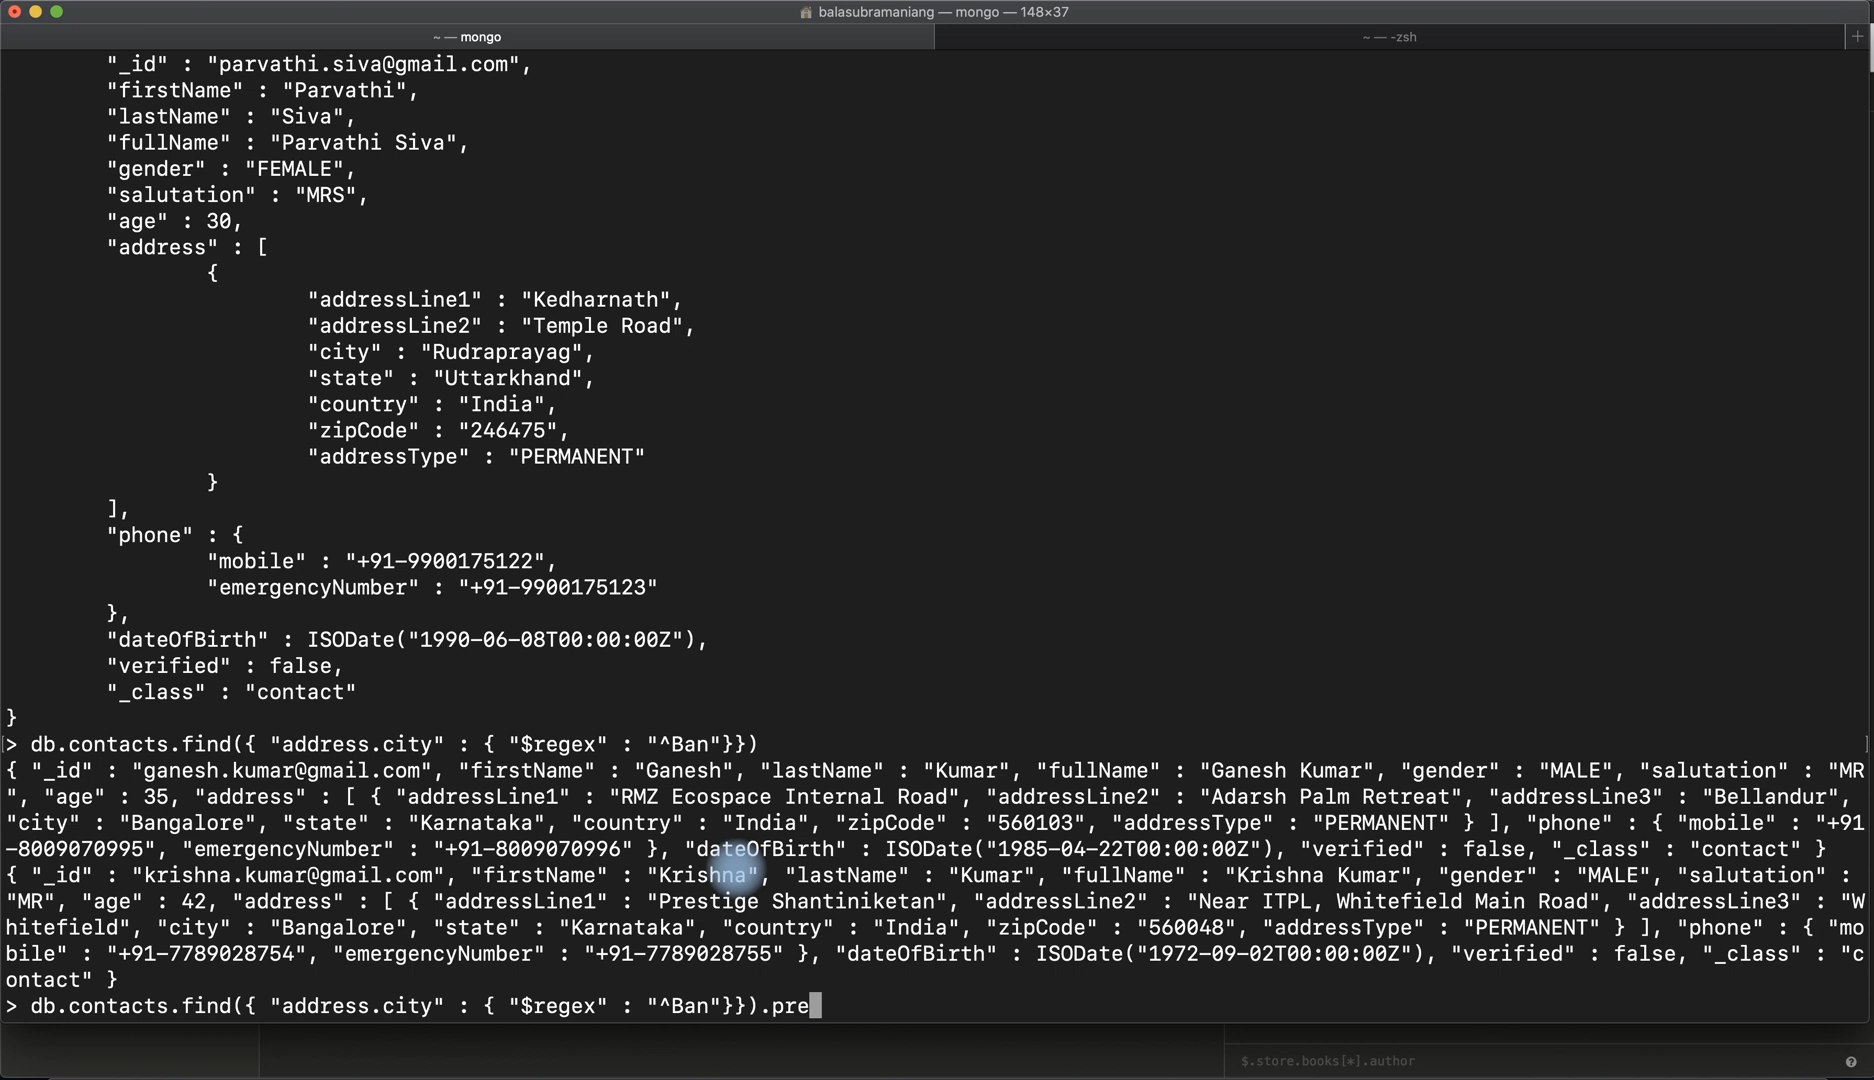 balasubramaniang — mongo — 148×37
~ — mongo
~ — -zsh
"_id" : "parvathi.siva@gmail.com",
"firstName" : "Parvathi",
"lastName" : "Siva",
"fullName" : "Parvathi Siva",
"gender" : "FEMALE",
"salutation" : "MRS",
"age" : 30,
"address" : [
{
"addressLine1" : "Kedharnath",
"addressLine2" : "Temple Road",
"city" : "Rudraprayag",
"state" : "Uttarkhand",
"country" : "India",
"zipCode" : "246475",
"addressType" : "PERMANENT"
}
],
"phone" : {
"mobile" : "+91-9900175122",
"emergencyNumber" : "+91-9900175123"
},
"dateOfBirth" : ISODate("1990-06-08T00:00:00Z"),
"verified" : false,
"_class" : "contact"
}
[> db.contacts.find({ "address.city" : { "$regex" : "^Ban"}}) ]
{ "_id" : "ganesh.kumar@gmail.com", "firstName" : "Ganesh", "lastName" : "Kumar", "fullName" : "Ganesh Kumar", "gender" : "MALE", "salutation" : "MR
", "age" : 35, "address" : [ { "addressLine1" : "RMZ Ecospace Internal Road", "addressLine2" : "Adarsh Palm Retreat", "addressLine3" : "Bellandur",
"city" : "Bangalore", "state" : "Karnataka", "country" : "India", "zipCode" : "560103", "addressType" : "PERMANENT" } ], "phone" : { "mobile" : "+91
-8009070995", "emergencyNumber" : "+91-8009070996" }, "dateOfBirth" : ISODate("1985-04-22T00:00:00Z"), "verified" : false, "_class" : "contact" }
{ "_id" : "krishna.kumar@gmail.com", "firstName" : "Krishna", "lastName" : "Kumar", "fullName" : "Krishna Kumar", "gender" : "MALE", "salutation" :
"MR", "age" : 42, "address" : [ { "addressLine1" : "Prestige Shantiniketan", "addressLine2" : "Near ITPL, Whitefield Main Road", "addressLine3" : "W
hitefield", "city" : "Bangalore", "state" : "Karnataka", "country" : "India", "zipCode" : "560048", "addressType" : "PERMANENT" } ], "phone" : { "mo
bile" : "+91-7789028754", "emergencyNumber" : "+91-7789028755" }, "dateOfBirth" : ISODate("1972-09-02T00:00:00Z"), "verified" : false, "_class" : "c
ontact" }
> db.contacts.find({ "address.city" : { "$regex" : "^Ban"}}).pre
$.store.books[*].author